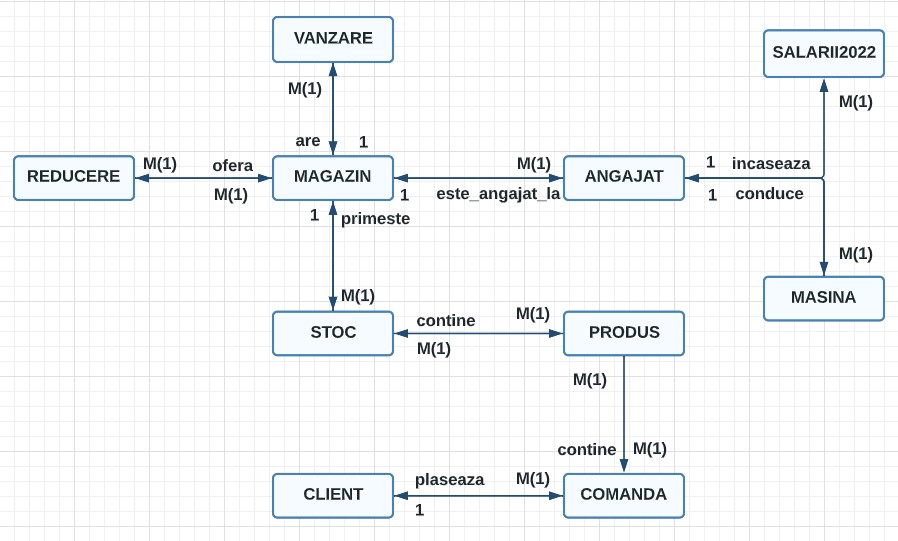 VANZARE
SALARII2022
M(1)
M(1)
are 1
M(1) ofera
M(1)
1 incaseaza
REDUCERE
MAGAZIN
ANGAJAT
M(1)
1
este_angajat_la
1 conduce
1 primeste
M(1)
MASINA
M(1)
contine
M(1)
STOC
PRODUS
M(1)
M(1)
contine M(1)
plaseaza
M(1)
CLIENT
COMANDA
1